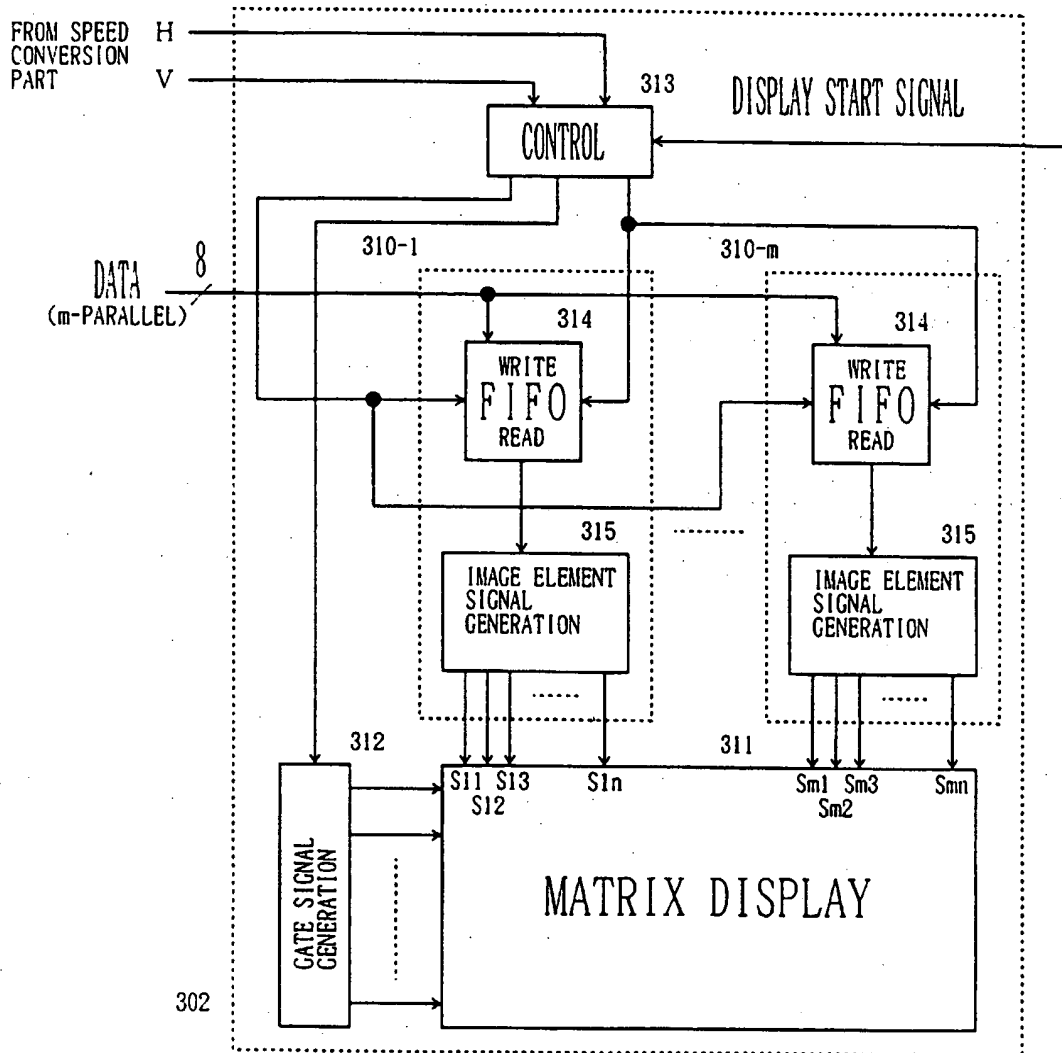 FROM SPEED H
CONVERSION
PART V
313
DISPLAY START SIGNAL
CONTROL
310-1
310-m
8
DATA
(m-PARALLEL)
314
314
WRITE
FIFO
READ
WRITE
FIFO
READ
315
315
IMAGE ELEMENT
SIGNAL
GENERATION
IMAGE ELEMENT
SIGNAL
GENERATION
312
311
S11 S13 S1n Sm1 Sm3 Smn
S12 Sm2
GATE SIGNAL
GENERATION
MATRIX DISPLAY
302